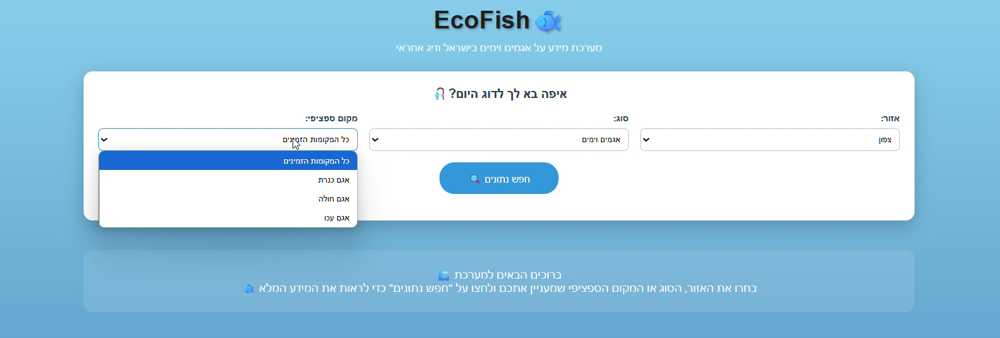 EcoFish
מערכת מידע על אגמים וימים בישראל ודיג אחראי
איפה בא לך לדוג היום?
אזור:
צפון
סוג:
אגמים וימים
מקום ספציפי:
כל המקומות הזמינים
כל המקומות הזמינים
אגם כנרת
אגם חולה
אגם עכו
חפש נתונים
ברוכים הבאים למערכת
בחרו את האזור, הסוג או המקום הספציפי שמעניין אתכם ולחצו על "חפש נתונים" כדי לראות את המידע המלא